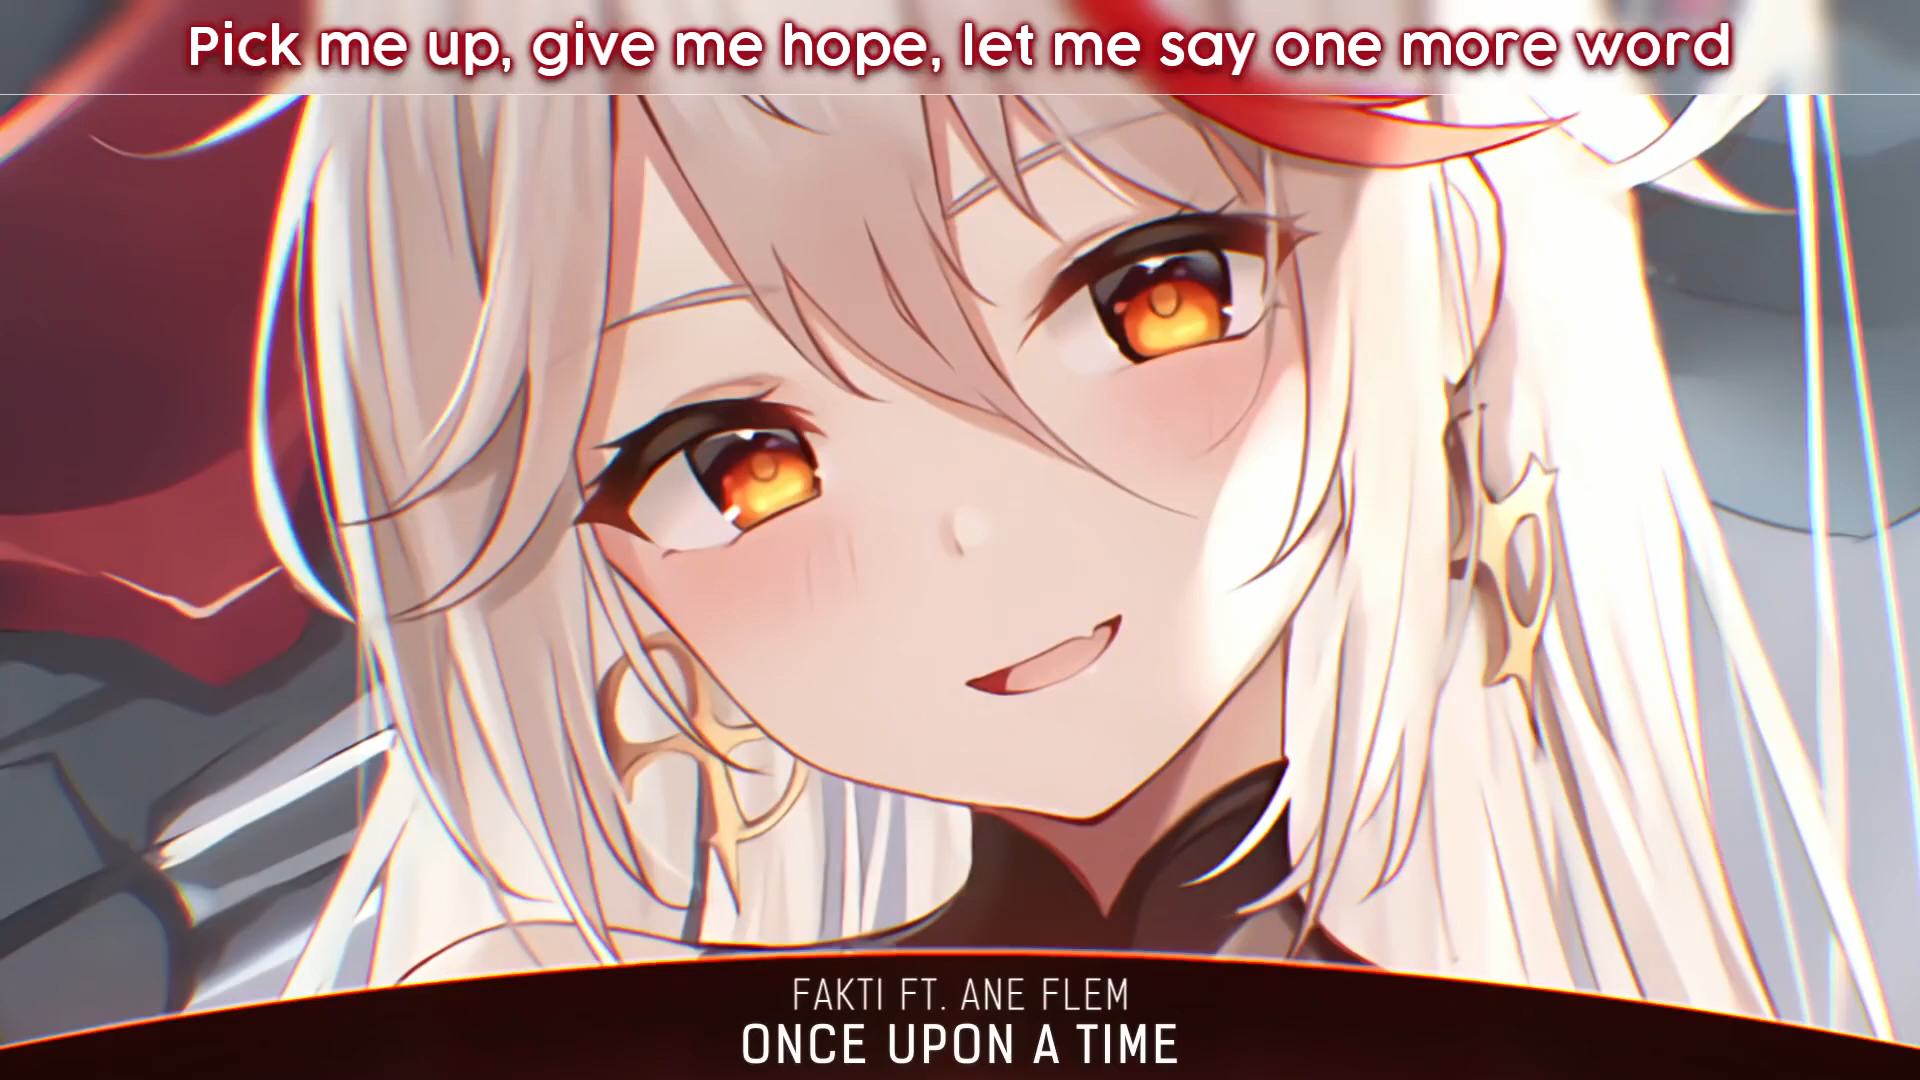 Pick me up, give me hope, let me say one more word
FAKTI FT. ANE FLEM
ONCE UPON A TIME